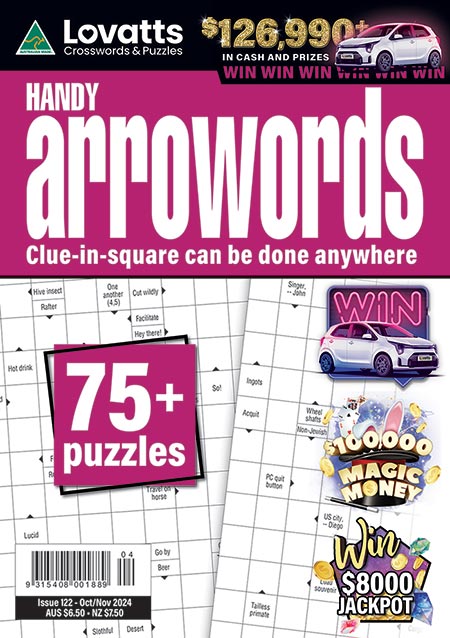 AUSTRALIAN MADE
Lovatts
Crosswords & Puzzles
$126,990+
IN CASH AND PRIZES
WIN WIN WIN WIN WIN WIN
HANDY
arrowords
Clue-in-square can be done anywhere
Hive insect
One
another
(4,5)
Cut wildly
Singer,
-- John
Rafter
Facilitate
Hey there!
WIN
Hot drink
75+
puzzles
So!
Ingots
Acquit
Wheel
shafts
Non-Jewish
$100,000
MAGIC
MONEY
Travel on
horse
PC quit
button
US city,
-- Diego
Lucid
Win
$8000
JACKPOT
04
9 315408 001889
Go by
Beer
souvenir
Issue 122 - Oct/Nov 2024
AUS $6.50 • NZ $7.50
Slothful
Desert
Tailless
primate